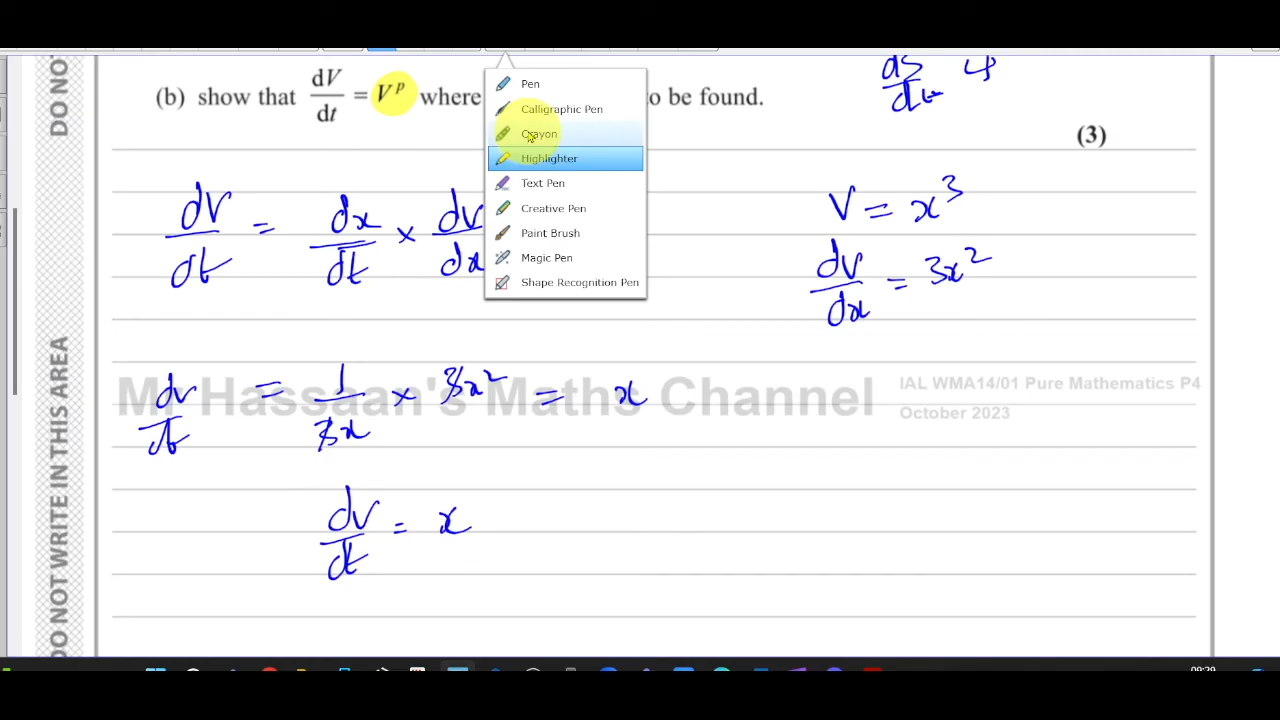 (b) show that dV/dt = V^p where to be found.
dS/dt 4
(3)
dV/dt = dx/dt × dV/dx
V = x^3
dV/dx = 3x^2
dV/dt = 1/3x × 3x^2 = x
dV/dt = x
Pen
Calligraphic Pen
Crayon
Highlighter
Text Pen
Creative Pen
Paint Brush
Magic Pen
Shape Recognition Pen
Mr Hassaan's Maths Channel
IAL WMA14/01 Pure Mathematics P4
October 2023
DO NO
DO NOT WRITE IN THIS AREA